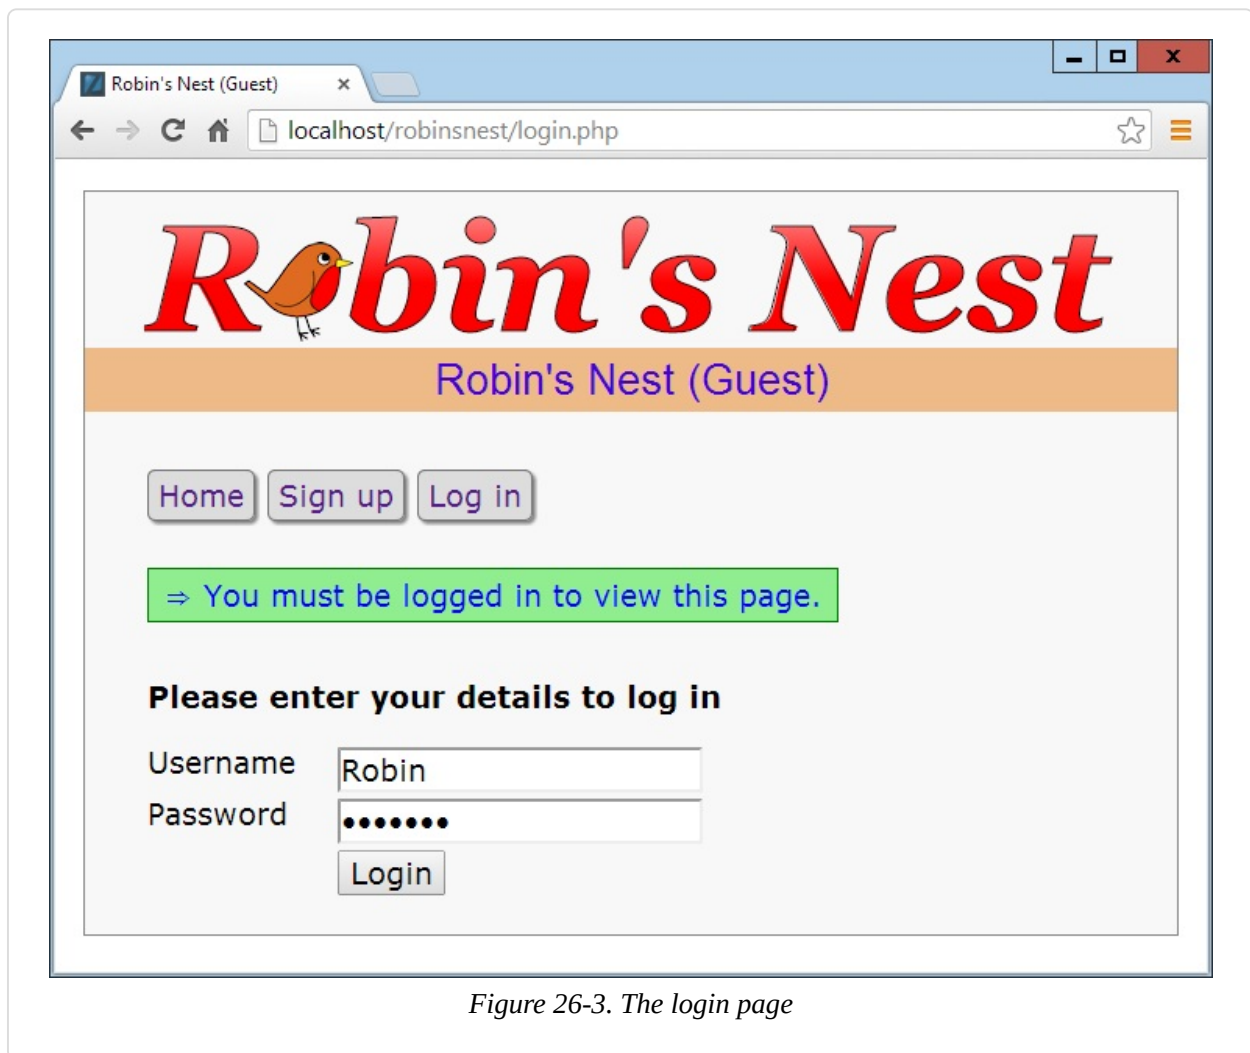 Robin's Nest (Guest)
localhost/robinsnest/login.php
Robin's Nest
Robin's Nest (Guest)
Home Sign up Log in
⇒ You must be logged in to view this page.
Please enter your details to log in
Username Robin
Password •••••••
Login
Figure 26-3. The login page